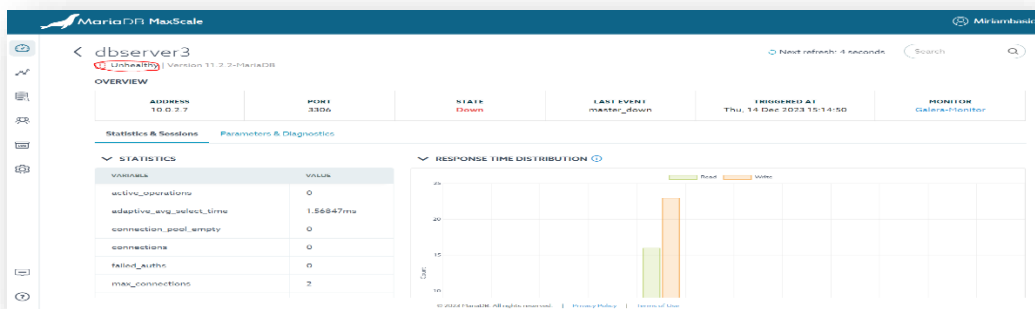 MariaDB MaxScale
Miriambasic
dbserver3
Next refresh: 4 seconds
Search
Unhealthy | Version 11.2.2-MariaDB
OVERVIEW
ADDRESS PORT STATE LAST EVENT TRIGGERED AT MONITOR
10.0.2.7 3306 Down master_down Thu, 14 Dec 2023 15:14:50 Galera-Monitor
Statistics & Sessions Parameters & Diagnostics
STATISTICS
VARIABLE VALUE
active_operations 0
adaptive_avg_select_time 1.56847ms
connection_pool_empty 0
connections 0
failed_auths 0
max_connections 2
RESPONSE TIME DISTRIBUTION
Read Write
25
20
15
10
Count
© 2023 MariaDB. All rights reserved. | Privacy Policy | Terms of Use